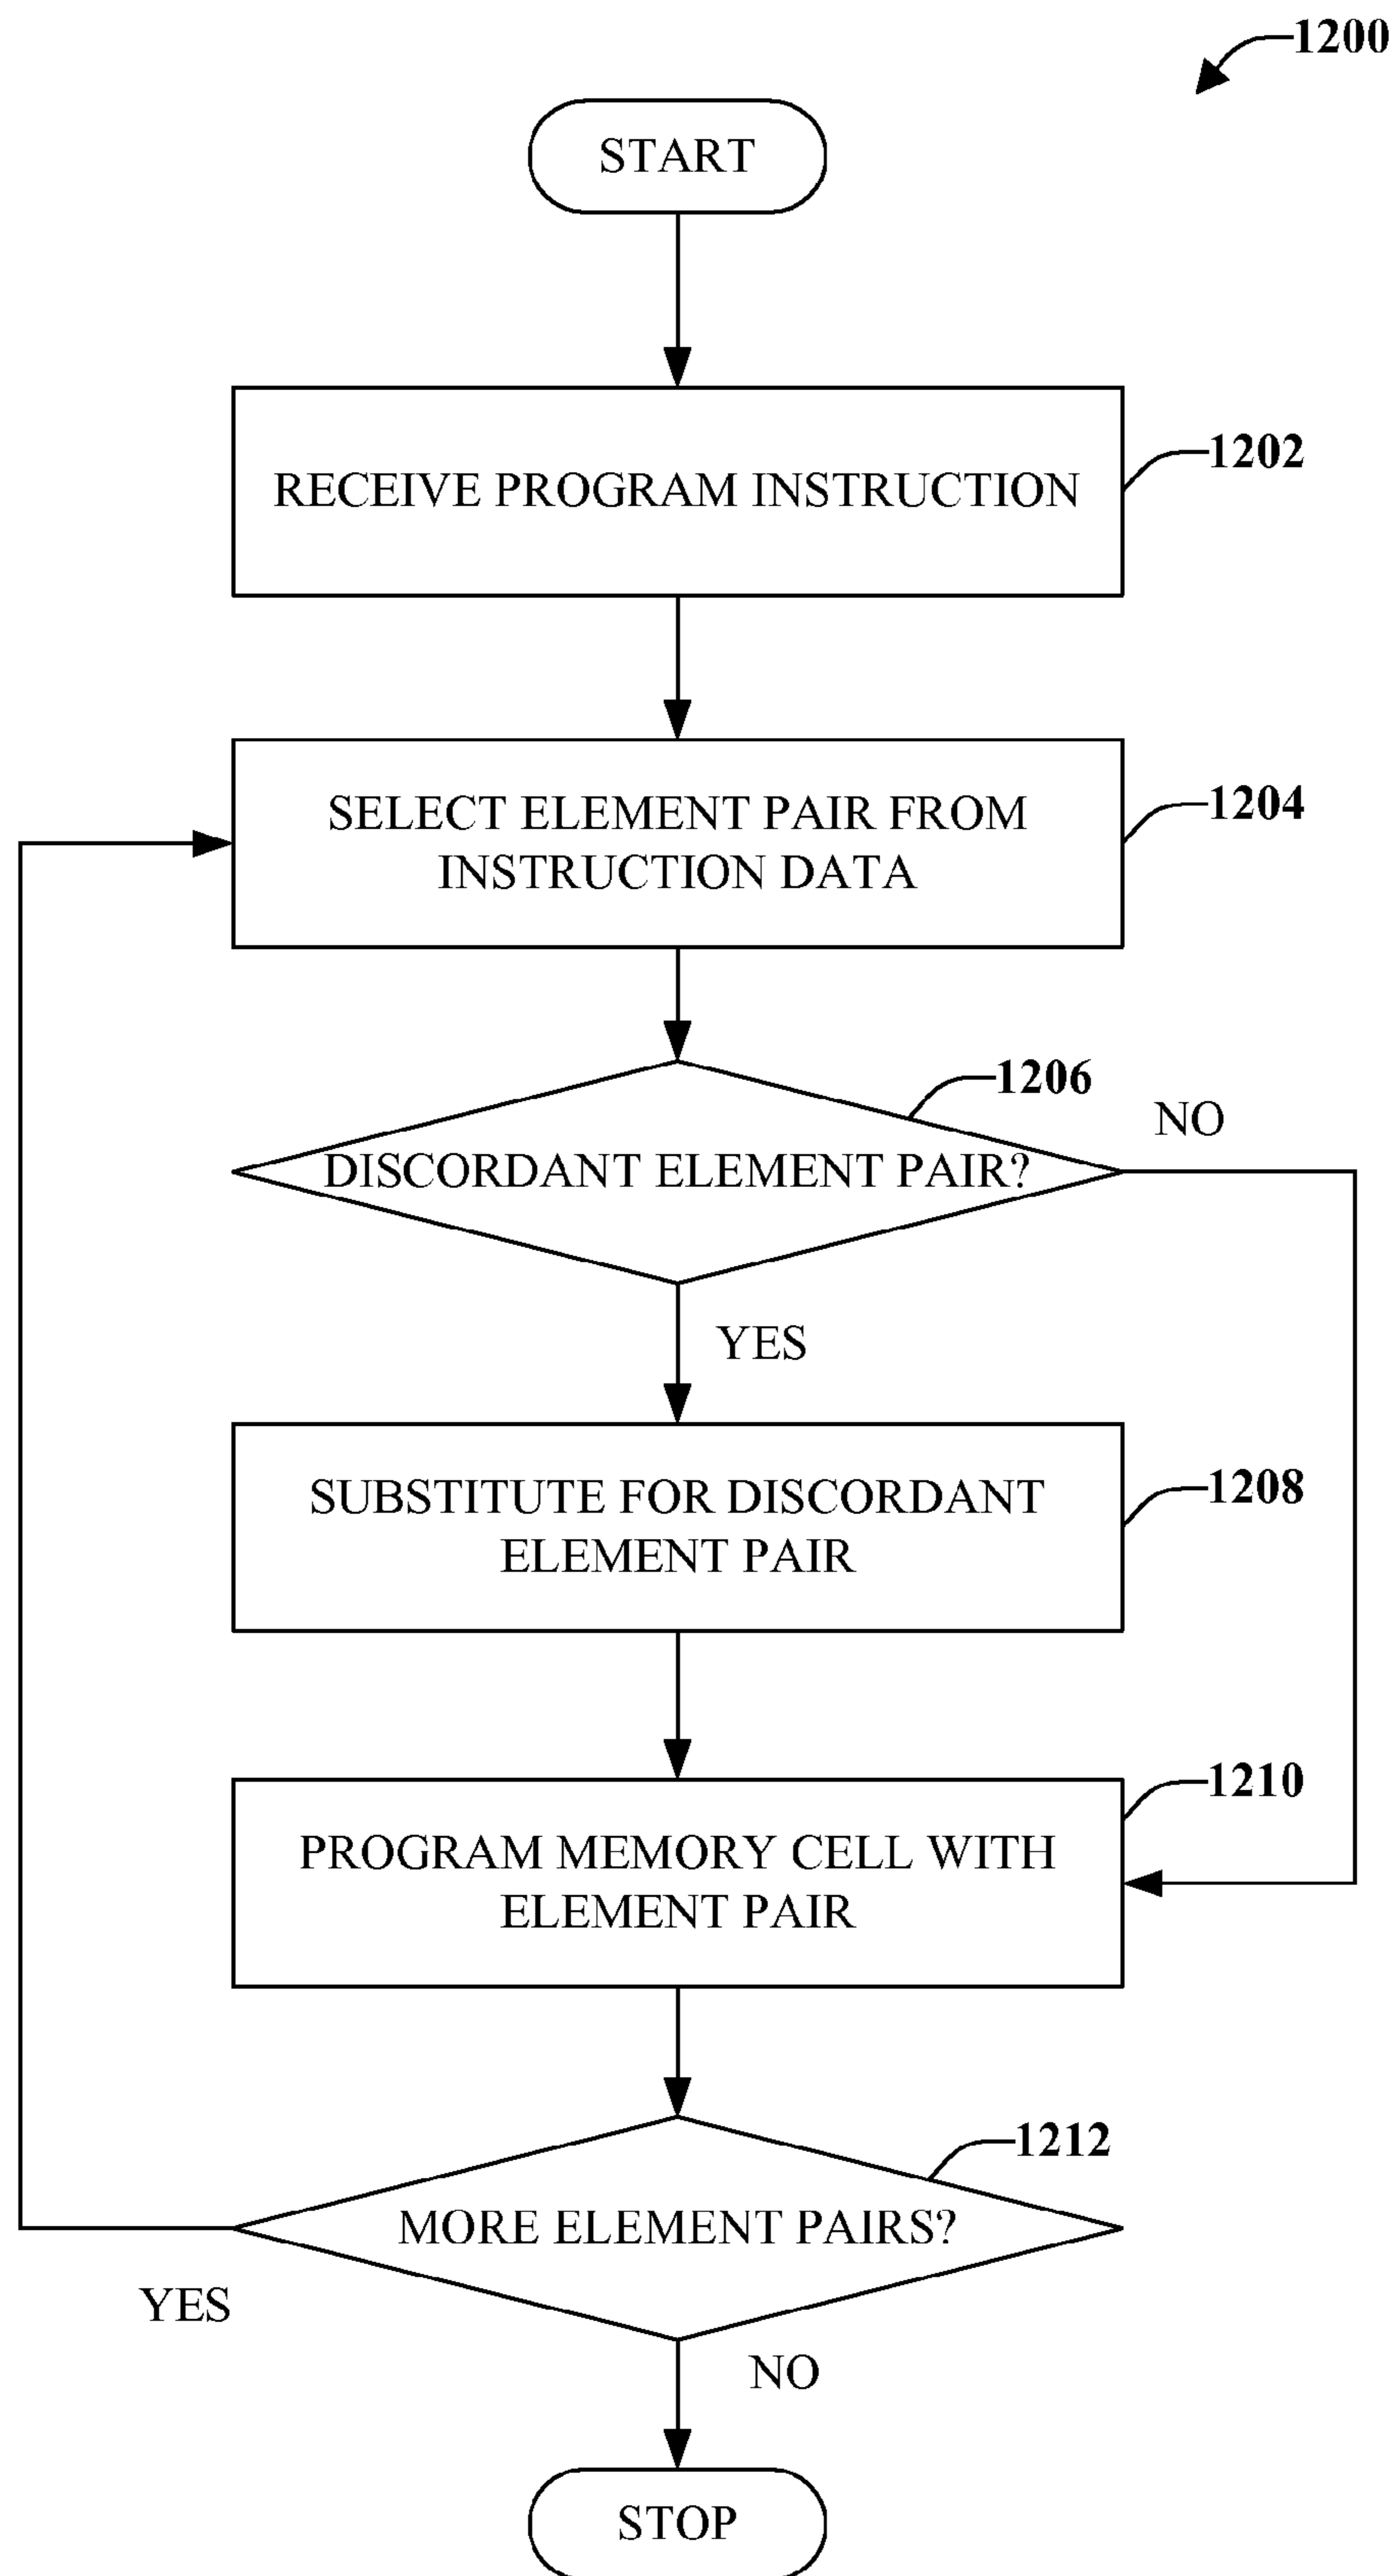 1200
START
RECEIVE PROGRAM INSTRUCTION
1202
SELECT ELEMENT PAIR FROM
INSTRUCTION DATA
1204
1206
NO
DISCORDANT ELEMENT PAIR?
YES
SUBSTITUTE FOR DISCORDANT
ELEMENT PAIR
1208
1210
PROGRAM MEMORY CELL WITH
ELEMENT PAIR
1212
MORE ELEMENT PAIRS?
YES
NO
STOP